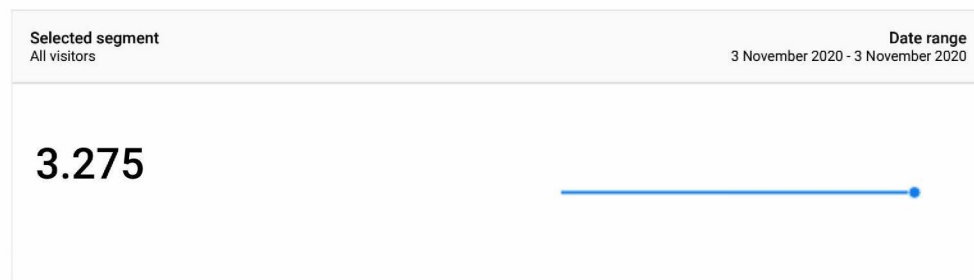 Selected segment
All visitors
Date range
3 November 2020 - 3 November 2020
3.275